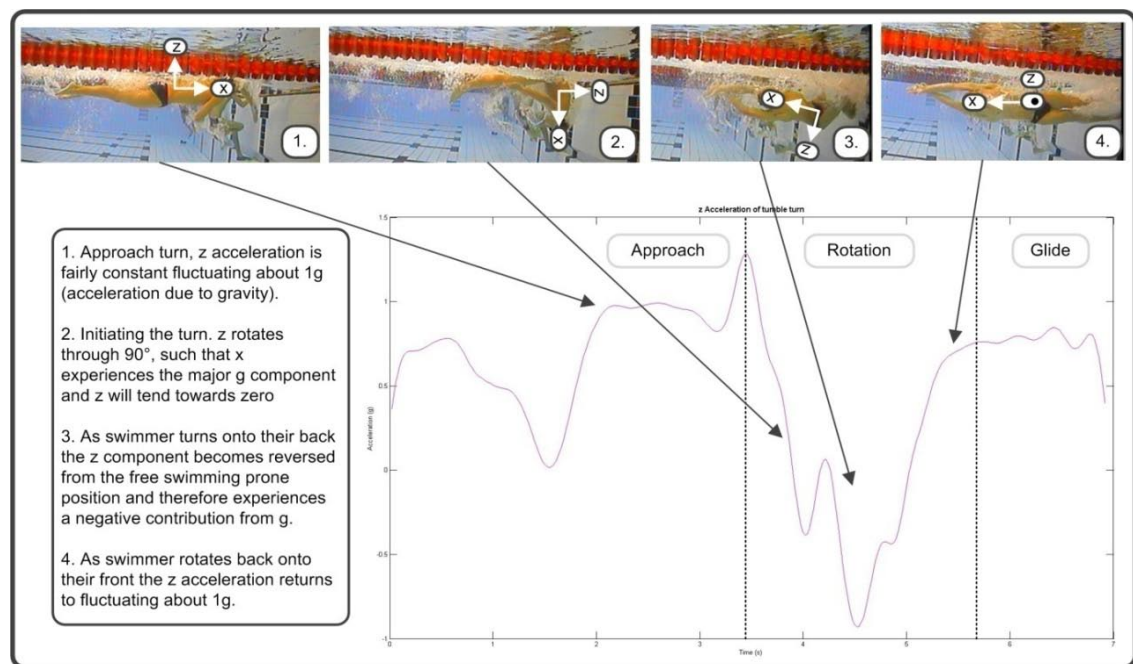 Z
X
1.
Z
X
2.
X
Z
3.
Z
X
4.
1. Approach turn, z acceleration is
fairly constant fluctuating about 1g
(acceleration due to gravity).
2. Initiating the turn. z rotates
through 90°, such that x
experiences the major g component
and z will tend towards zero
3. As swimmer turns onto their back
the z component becomes reversed
from the free swimming prone
position and therefore experiences
a negative contribution from g.
4. As swimmer rotates back onto
their front the z acceleration returns
to fluctuating about 1g.
z Acceleration of tumble turn
Approach
Rotation
Glide
Acceleration (g)
1.5
1
0.5
0
-0.5
-1
0 1 2 3 4 5 6 7
Time (s)